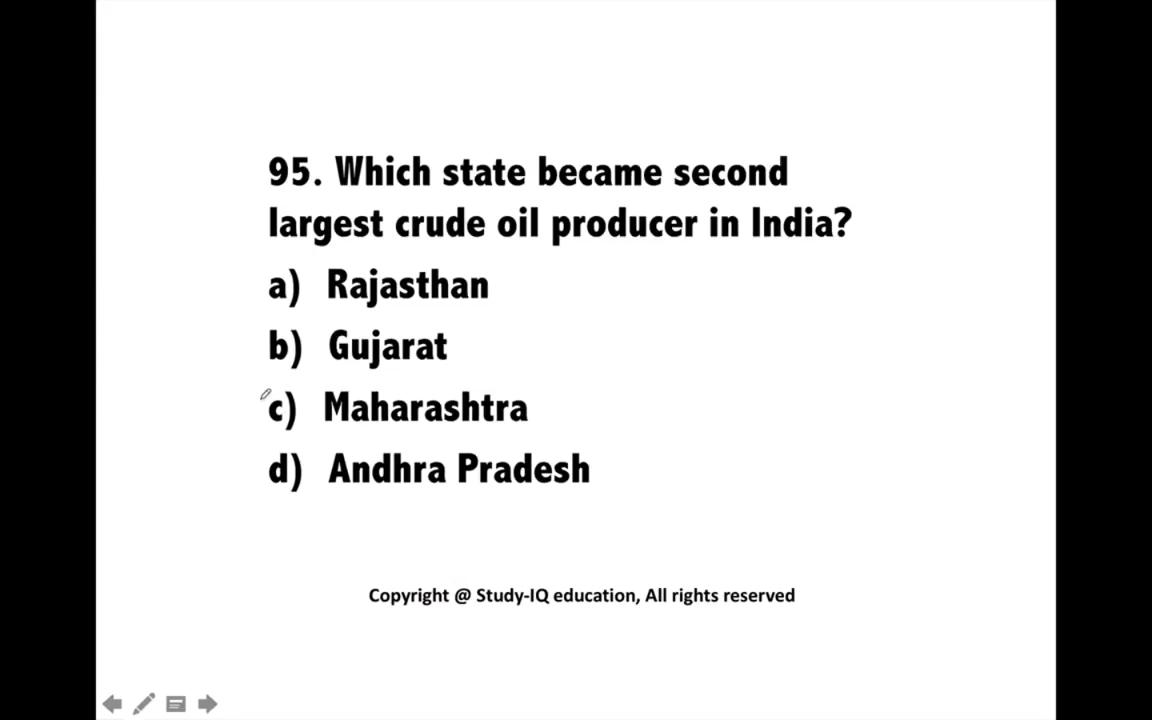 95. Which state became second
largest crude oil producer in India?
a) Rajasthan
b) Gujarat
c) Maharashtra
d) Andhra Pradesh
Copyright @ Study-IQ education, All rights reserved